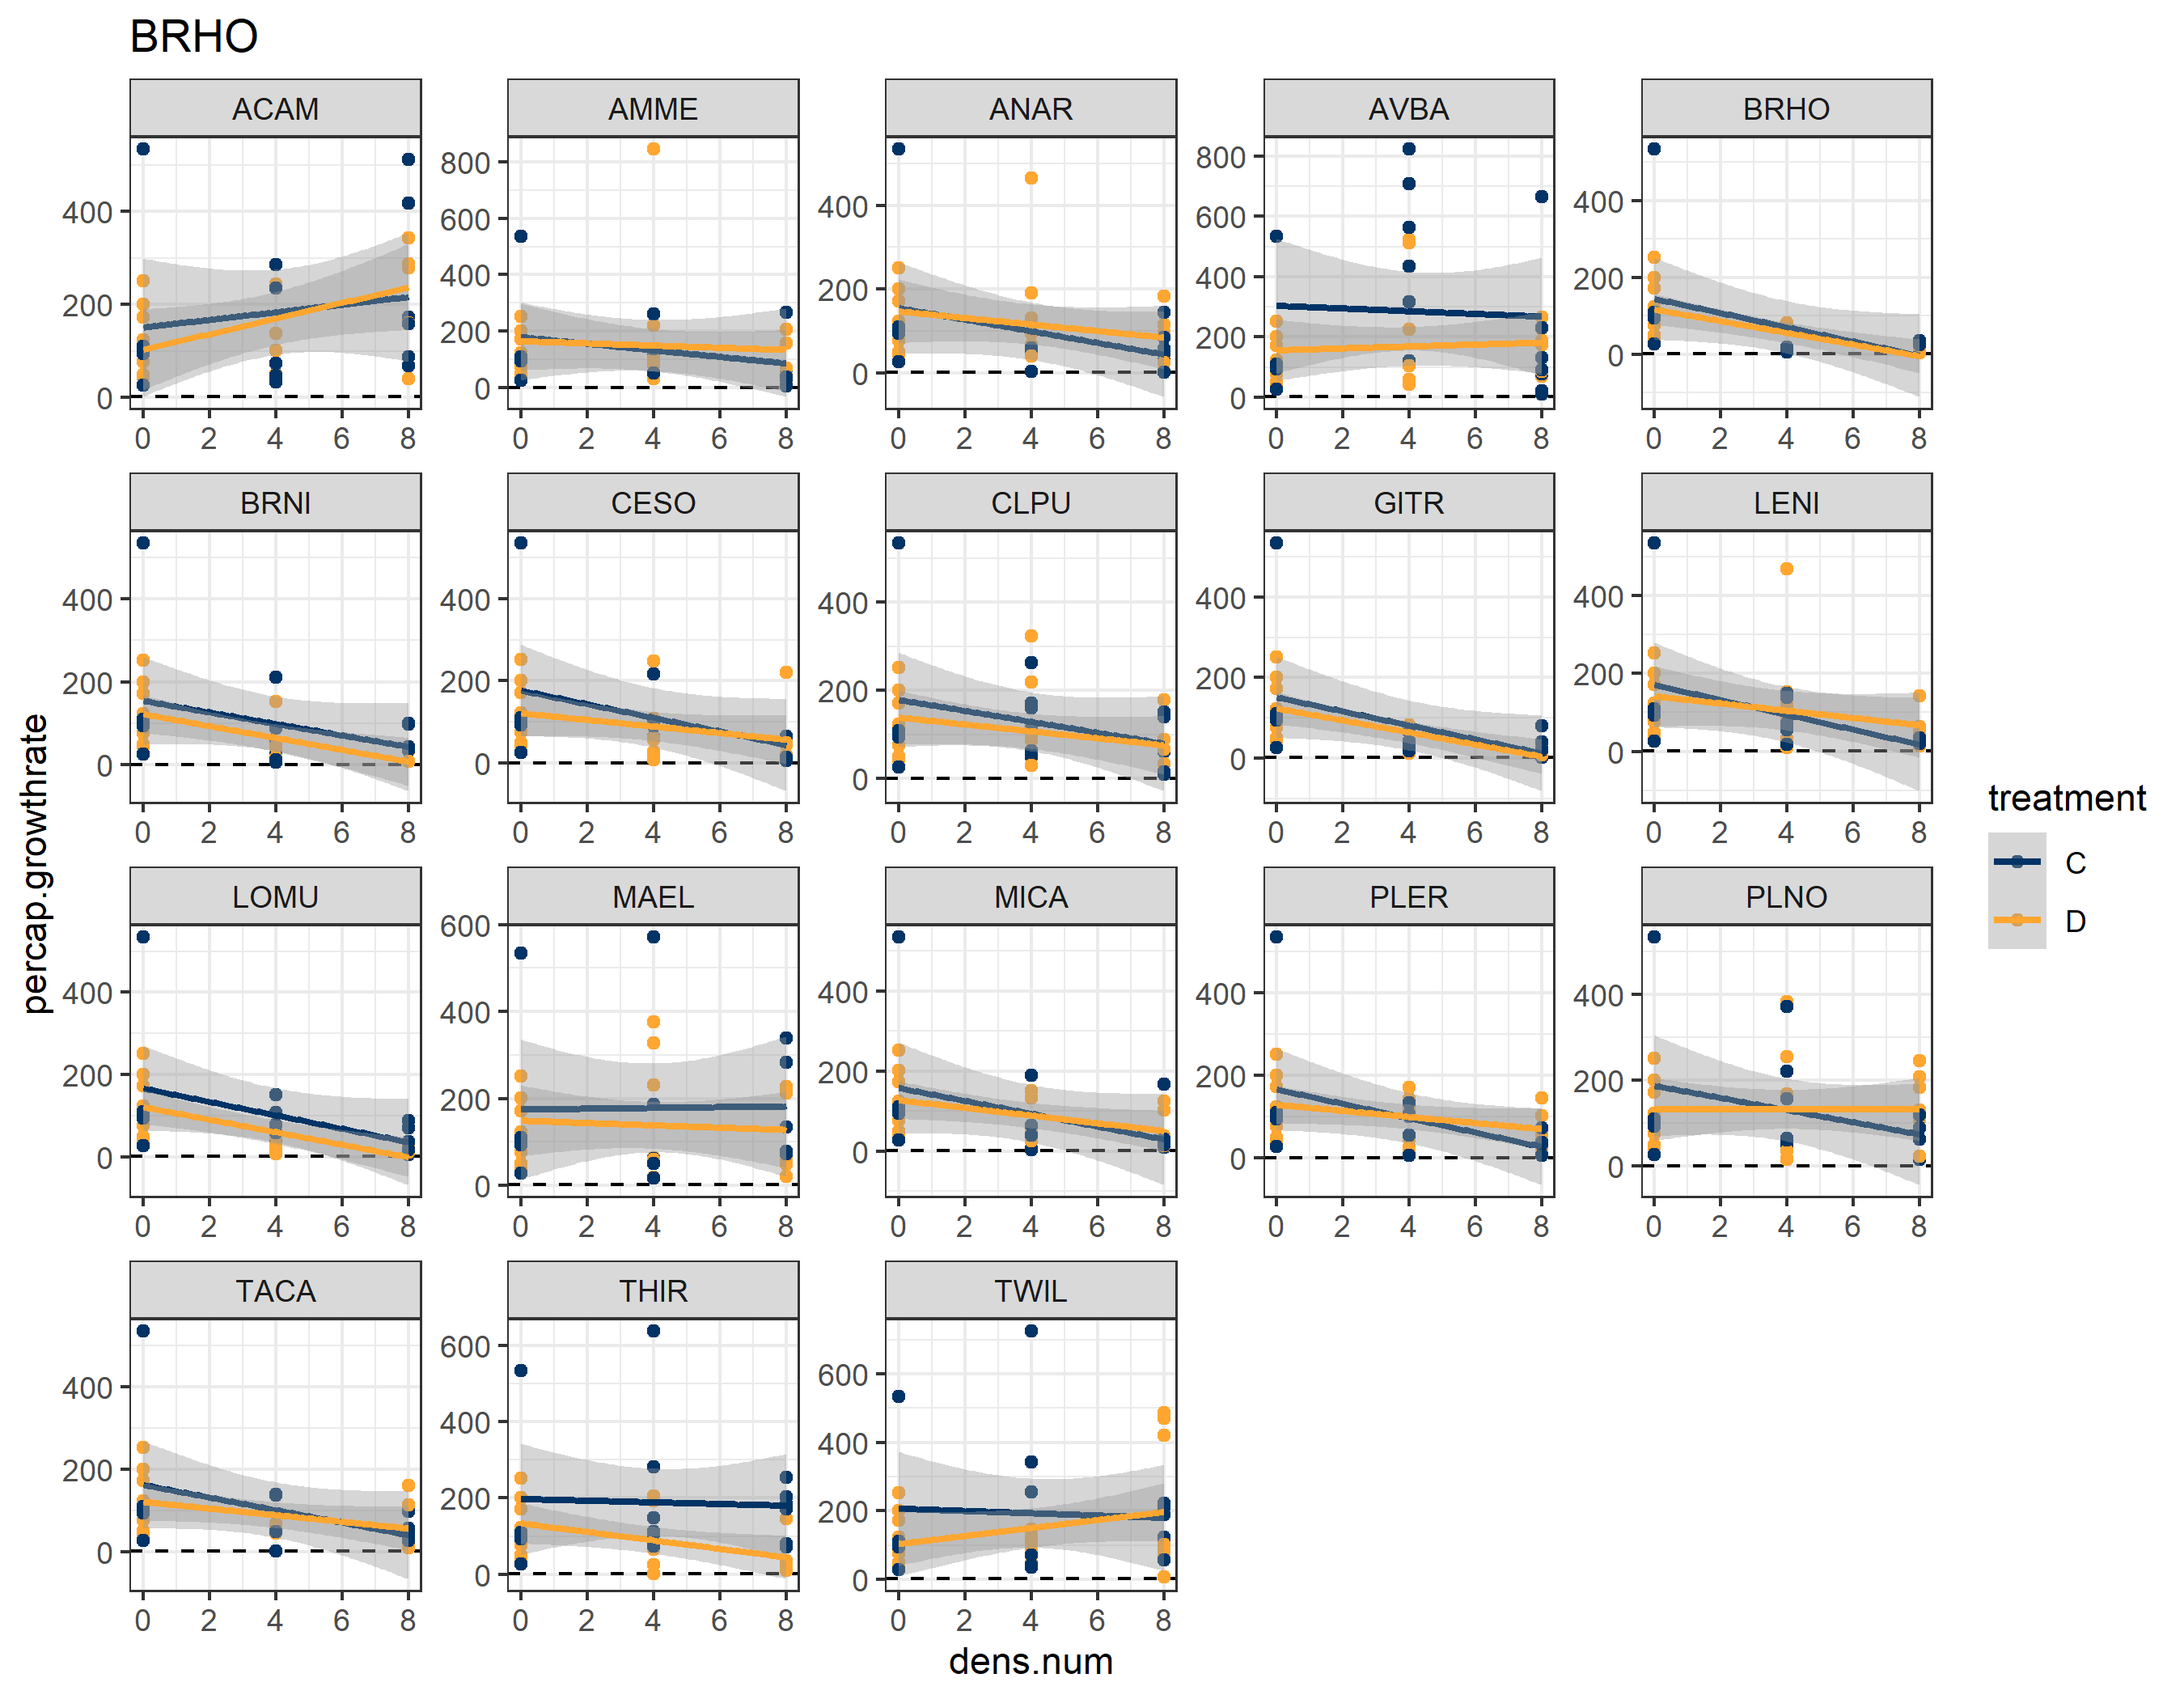 BRHO
ACAM AMME ANAR AVBA BRHO
400 200 0
800 600 400 200 0
400 200 0
800 600 400 200 0
400 200 0
0 2 4 6 8 0 2 4 6 8 0 2 4 6 8 0 2 4 6 8 0 2 4 6 8
BRNI CESO CLPU GITR LENI
400 200 0
400 200 0
400 200 0
400 200 0
400 200 0
0 2 4 6 8 0 2 4 6 8 0 2 4 6 8 0 2 4 6 8 0 2 4 6 8
percap.growthrate
LOMU MAEL MICA PLER PLNO
400 200 0
600 400 200 0
400 200 0
400 200 0
400 200 0
0 2 4 6 8 0 2 4 6 8 0 2 4 6 8 0 2 4 6 8 0 2 4 6 8
TACA THIR TWIL
400 200 0
600 400 200 0
600 400 200 0
0 2 4 6 8 0 2 4 6 8 0 2 4 6 8
dens.num
treatment
C
D